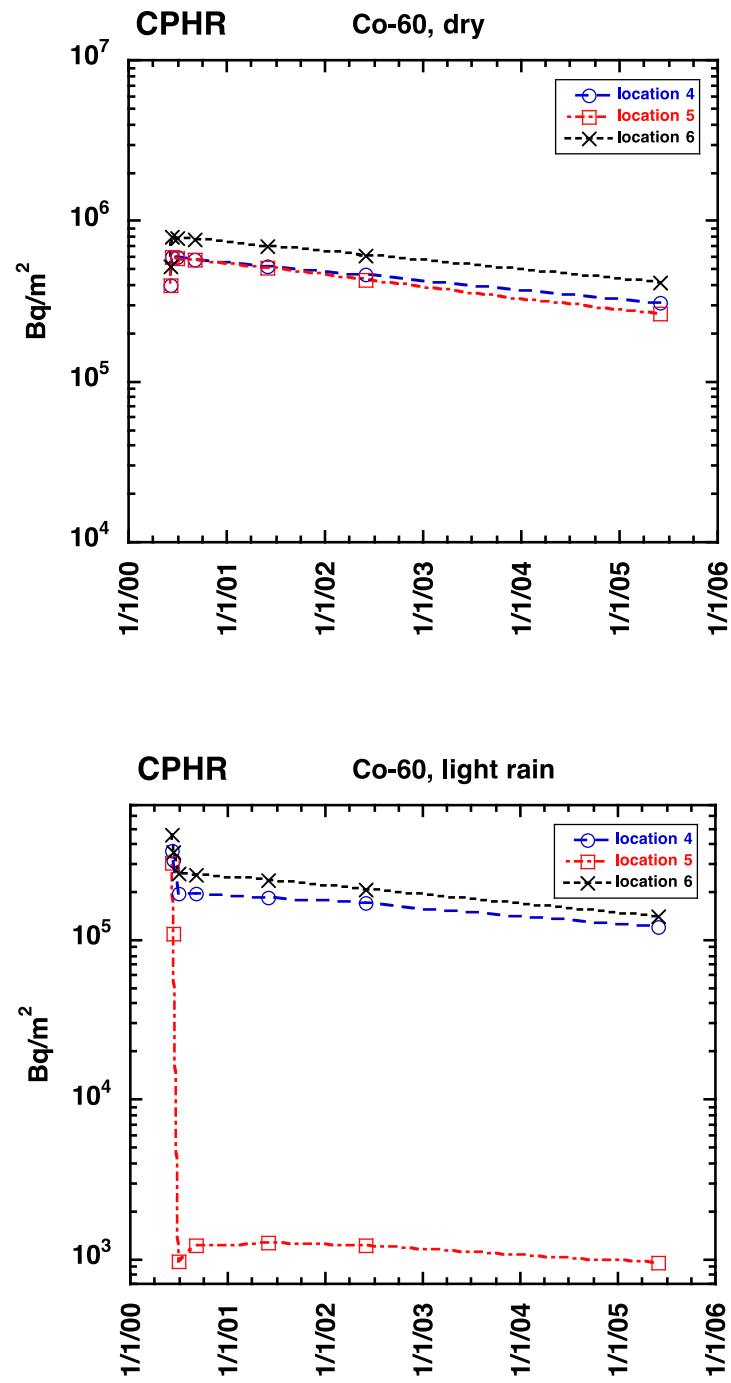 CPHR Co-60, dry
10^7
location 4
location 5
location 6
10^6
Bq/m^2
10^5
10^4
1/1/00 1/1/01 1/1/02 1/1/03 1/1/04 1/1/05 1/1/06
CPHR Co-60, light rain
location 4
location 5
location 6
10^5
Bq/m^2
10^4
10^3
1/1/00 1/1/01 1/1/02 1/1/03 1/1/04 1/1/05 1/1/06